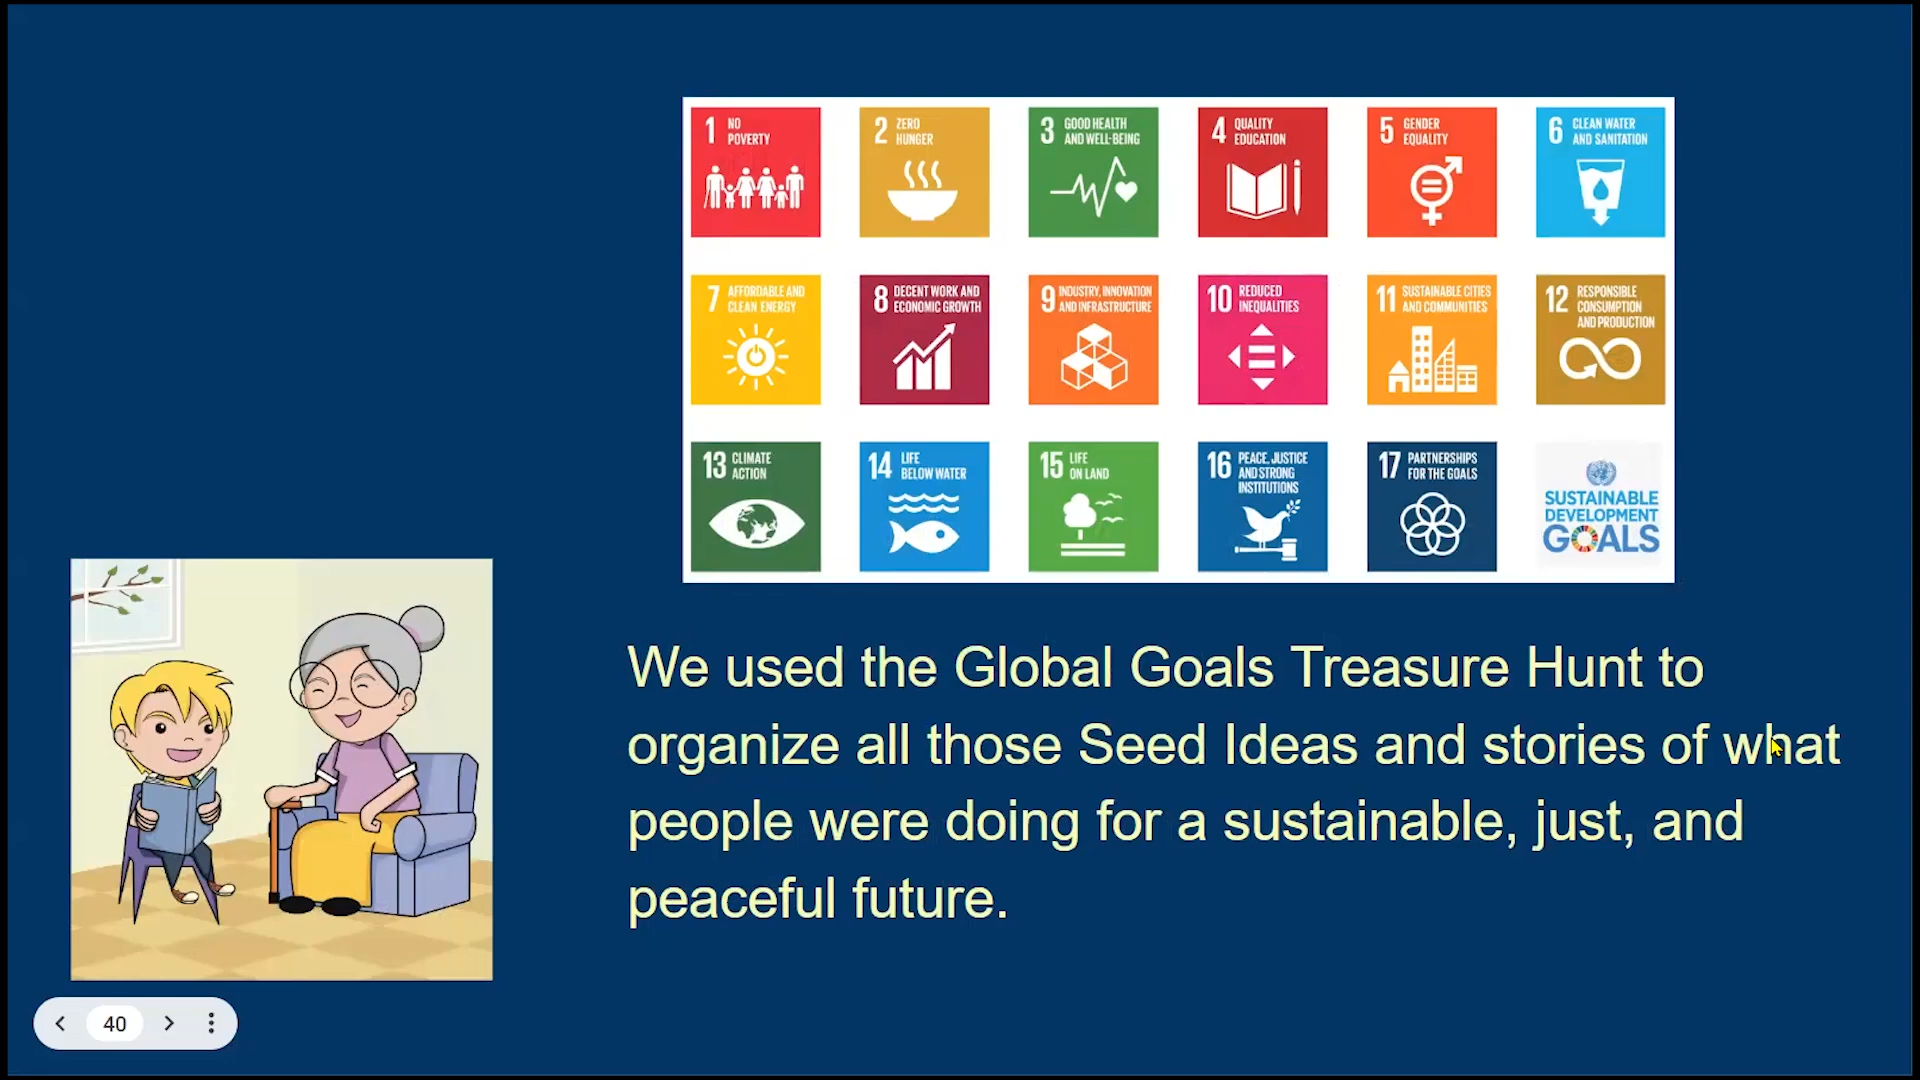 1 NO
POVERTY
2 ZERO
HUNGER
3 GOOD HEALTH
AND WELL-BEING
4 QUALITY
EDUCATION
5 GENDER
EQUALITY
6 CLEAN WATER
AND SANITATION
7 AFFORDABLE AND
CLEAN ENERGY
8 DECENT WORK AND
ECONOMIC GROWTH
9 INDUSTRY, INNOVATION
AND INFRASTRUCTURE
10 REDUCED
INEQUALITIES
11 SUSTAINABLE CITIES
AND COMMUNITIES
12 RESPONSIBLE
CONSUMPTION
AND PRODUCTION
13 CLIMATE
ACTION
14 LIFE
BELOW WATER
15 LIFE
ON LAND
16 PEACE, JUSTICE
AND STRONG
INSTITUTIONS
17 PARTNERSHIPS
FOR THE GOALS
SUSTAINABLE
DEVELOPMENT
GOALS
We used the Global Goals Treasure Hunt to
organize all those Seed Ideas and stories of what
people were doing for a sustainable, just, and
peaceful future.
40